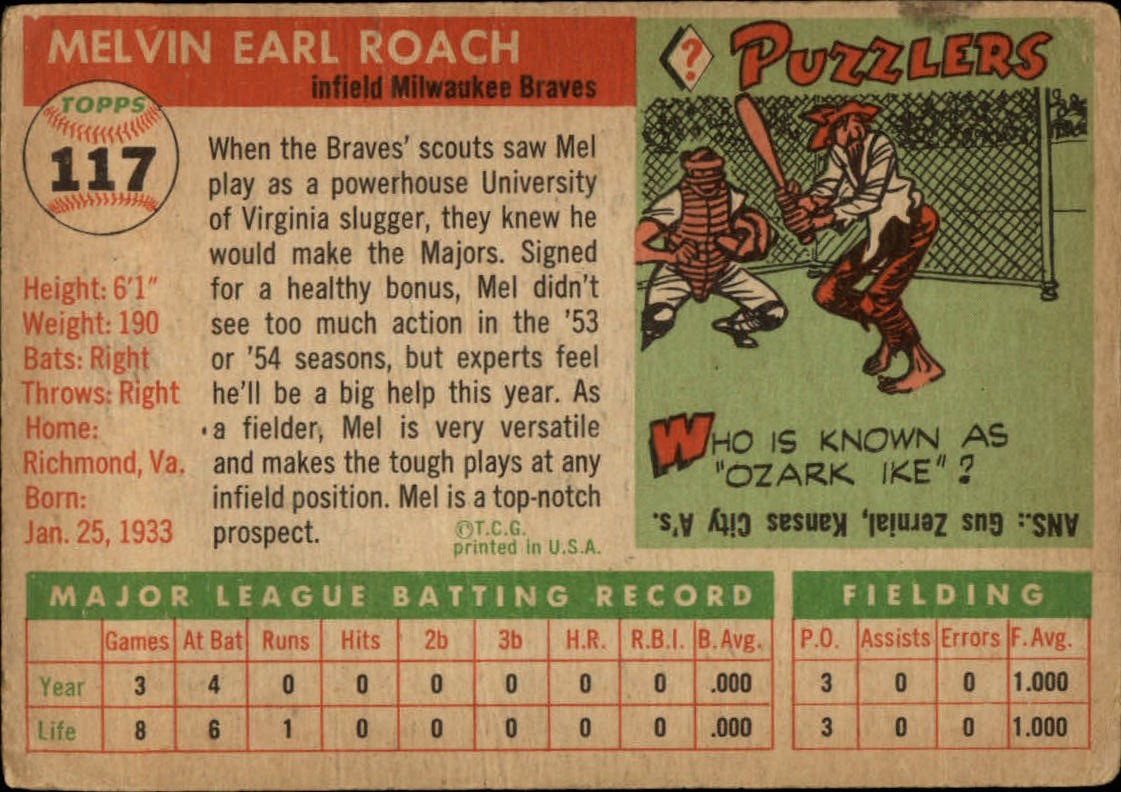 MELVIN EARL ROACH
infield Milwaukee Braves
TOPPS
117
Height: 6'1"
Weight: 190
Bats: Right
Throws: Right
Home:
Richmond, Va.
Born:
Jan. 25, 1933
When the Braves' scouts saw Mel
play as a powerhouse University
of Virginia slugger, they knew he
would make the Majors. Signed
for a healthy bonus, Mel didn't
see too much action in the '53
or '54 seasons, but experts feel
he'll be a big help this year. As
a fielder, Mel is very versatile
and makes the tough plays at any
infield position. Mel is a top-notch
prospect.
©T.C.G.
printed in U.S.A.
? PUZZLERS
WHO IS KNOWN AS
"OZARK IKE"?
ANS.: Gus Zernial, Kansas City A's.
MAJOR LEAGUE BATTING RECORD
Games At Bat Runs Hits 2b 3b H.R. R.B.I. B. Avg.
Year 3 4 0 0 0 0 0 0 .000
Life 8 6 1 0 0 0 0 0 .000
FIELDING
P.O. Assists Errors F. Avg.
3 0 0 1.000
3 0 0 1.000